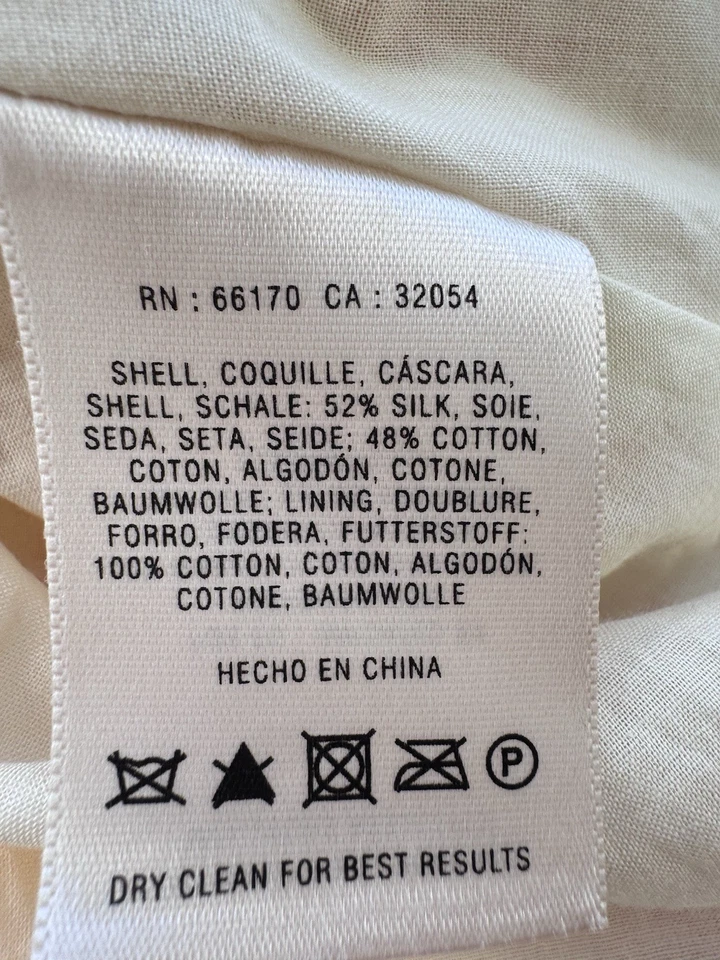 RN : 66170 CA : 32054
SHELL, COQUILLE, CÁSCARA,
SHELL, SCHALE: 52% SILK, SOIE,
SEDA, SETA, SEIDE; 48% COTTON,
COTON, ALGODÓN, COTONE,
BAUMWOLLE; LINING, DOUBLURE,
FORRO, FODERA, FUTTERSTOFF:
100% COTTON, COTON, ALGODÓN,
COTONE, BAUMWOLLE
HECHO EN CHINA
P
DRY CLEAN FOR BEST RESULTS